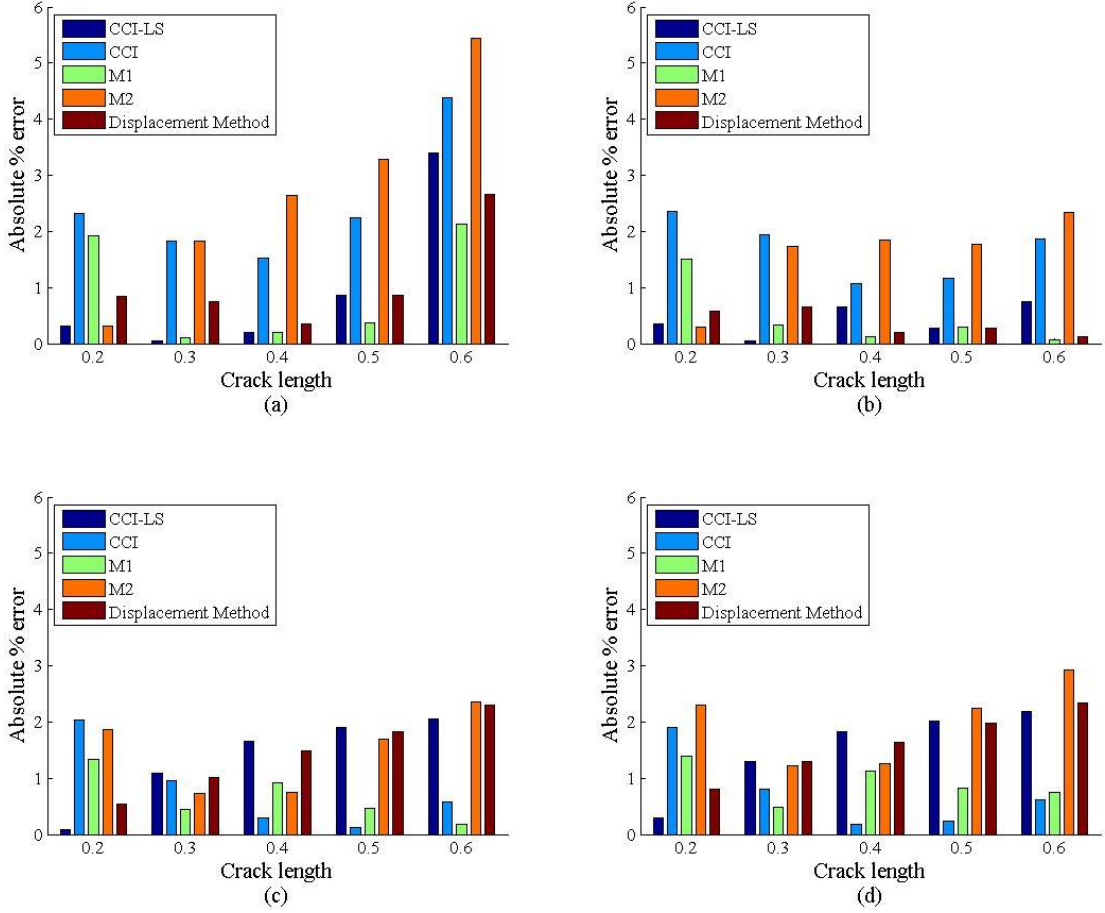 Absolute % error
6
5
4
3
2
1
0
CCI-LS
CCI
M1
M2
Displacement Method
0.2 0.3 0.4 0.5 0.6
Crack length
(a)
Absolute % error
6
5
4
3
2
1
0
CCI-LS
CCI
M1
M2
Displacement Method
0.2 0.3 0.4 0.5 0.6
Crack length
(b)
Absolute % error
6
5
4
3
2
1
0
CCI-LS
CCI
M1
M2
Displacement Method
0.2 0.3 0.4 0.5 0.6
Crack length
(c)
Absolute % error
6
5
4
3
2
1
0
CCI-LS
CCI
M1
M2
Displacement Method
0.2 0.3 0.4 0.5 0.6
Crack length
(d)